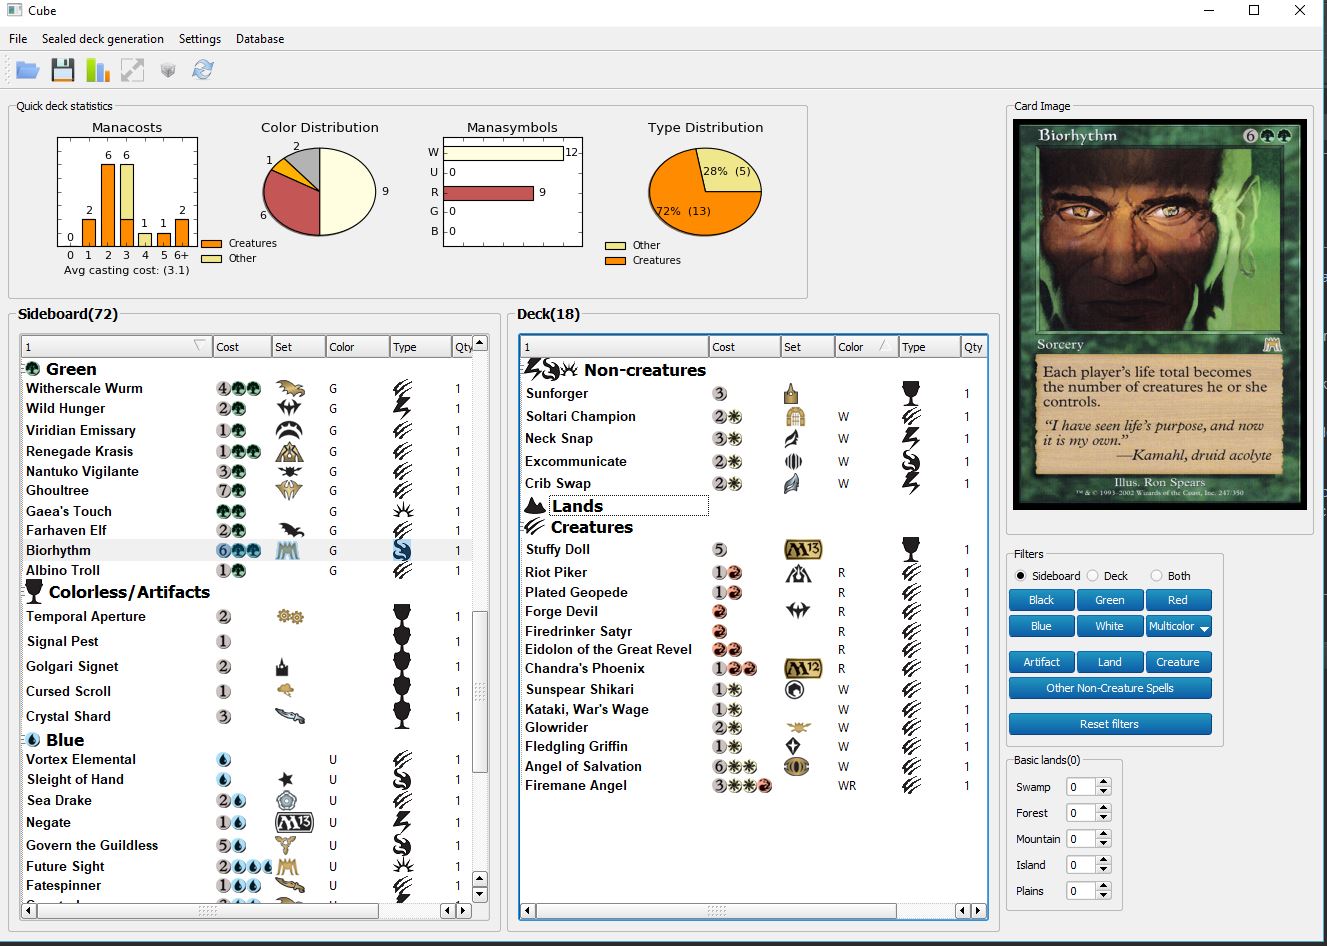 Cube
File Sealed deck generation Settings Database
Quick deck statistics
Manacosts
6 6
2 2
1 1
0
0 1 2 3 4 5 6+
Avg casting cost: (3.1)
Creatures
Other
Color Distribution
2
1
9
6
Manasymbols
W 12
U 0
R 9
G 0
B 0
Type Distribution
28% (5)
72% (13)
Other
Creatures
Sideboard(72)
1 Cost Set Color Type Qty
Green
Witherscale Wurm 4 G 1
Wild Hunger 2 G 1
Viridian Emissary 1 G 1
Renegade Krasis 1 G 1
Nantuko Vigilante 3 G 1
Ghoultree 7 G 1
Gaea's Touch G 1
Farhaven Elf 2 G 1
Biorhythm 6 G 1
Albino Troll 1 G 1
Colorless/Artifacts
Temporal Aperture 2 1
Signal Pest 1 1
Golgari Signet 2 1
Cursed Scroll 1 1
Crystal Shard 3 1
Blue
Vortex Elemental U 1
Sleight of Hand U 1
Sea Drake 2 U 1
Negate 1 M13 U 1
Govern the Guildless 5 U 1
Future Sight 2 U 1
Fatespinner 1 U 1
Deck(18)
1 Cost Set Color Type Qty
Non-creatures
Sunforger 3 1
Soltari Champion 2 W 1
Neck Snap 3 W 1
Excommunicate 2 W 1
Crib Swap 2 W 1
Lands
Creatures
Stuffy Doll 5 M13 1
Riot Piker 1 R 1
Plated Geopede 1 R 1
Forge Devil R 1
Firedrinker Satyr R 1
Eidolon of the Great Revel R 1
Chandra's Phoenix 1 M12 R 1
Sunspear Shikari 1 W 1
Kataki, War's Wage 1 W 1
Glowrider 2 W 1
Fledgling Griffin 1 W 1
Angel of Salvation 6 W 1
Firemane Angel 3 WR 1
Card Image
Biorhythm 6
Sorcery
Each player's life total becomes
the number of creatures he or she
controls.
"I have seen life's purpose, and now
it is my own."
—Kamahl, druid acolyte
Illus. Ron Spears
™ & © 1993–2002 Wizards of the Coast, Inc. 247/350
Filters
Sideboard Deck Both
Black Green Red
Blue White Multicolor
Artifact Land Creature
Other Non-Creature Spells
Reset filters
Basic lands(0)
Swamp 0
Forest 0
Mountain 0
Island 0
Plains 0